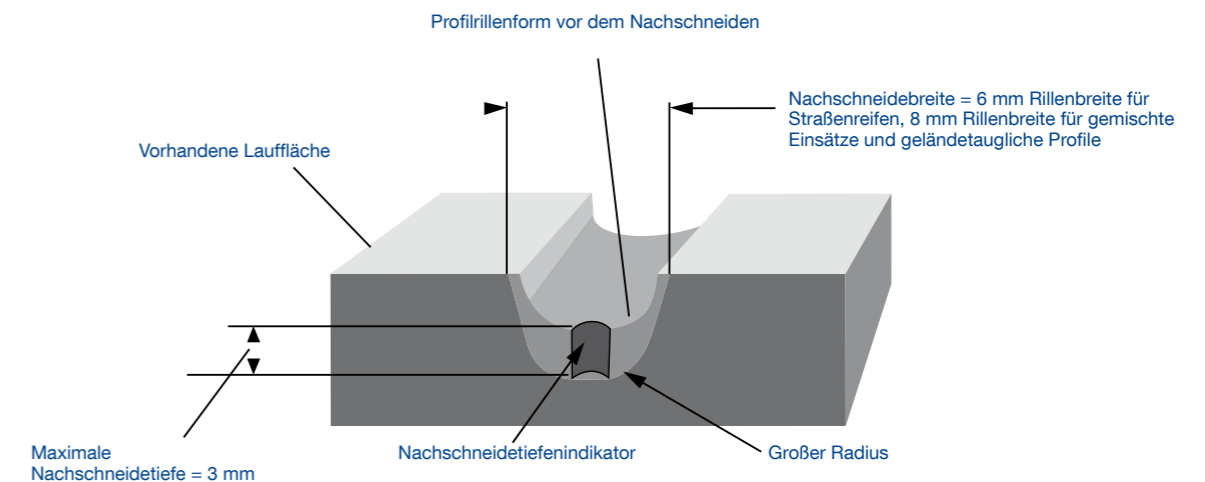 Profilrillenform vor dem Nachschneiden
Nachschneidebreite = 6 mm Rillenbreite für
Straßenreifen, 8 mm Rillenbreite für gemischte
Einsätze und geländetaugliche Profile
Vorhandene Lauffläche
Maximale
Nachschneidetiefe = 3 mm
Nachschneidetiefenindikator
Großer Radius